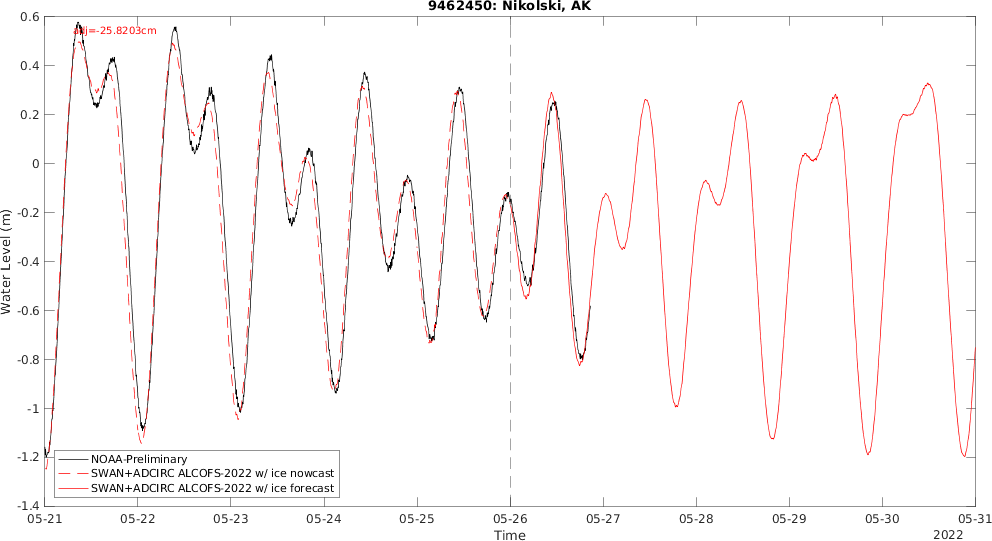 9462450: Nikolski, AK
adj=-25.8203cm
0.6
0.4
0.2
0
-0.2
-0.4
-0.6
-0.8
-1
-1.2
-1.4
Water Level (m)
NOAA-Preliminary
SWAN+ADCIRC ALCOFS-2022 w/ ice nowcast
SWAN+ADCIRC ALCOFS-2022 w/ ice forecast
05-21 05-22 05-23 05-24 05-25 05-26 05-27 05-28 05-29 05-30 05-31
Time
2022